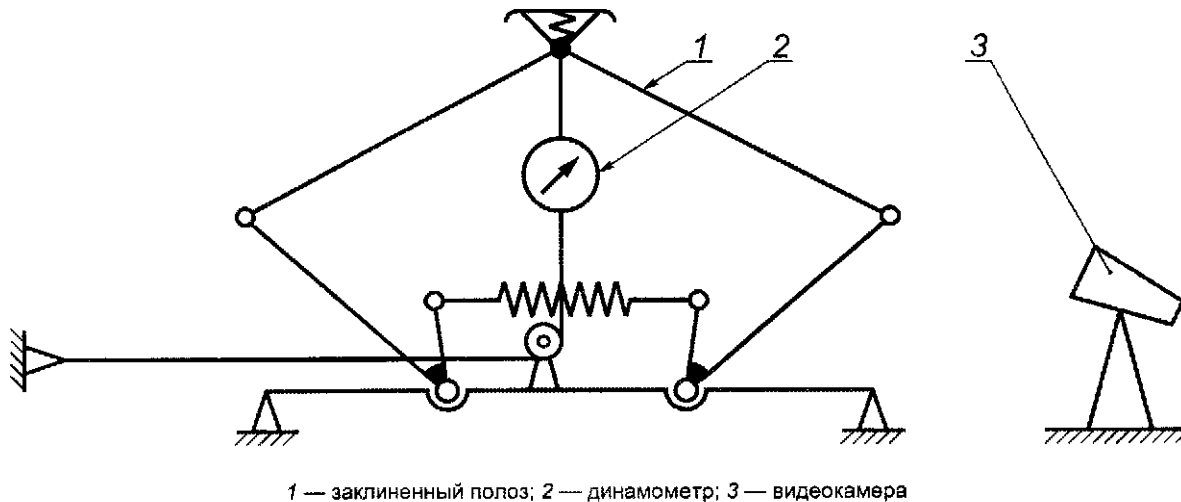 1
2
3
1 — заклиненный полоз; 2 — динамометр; 3 — видеокамера